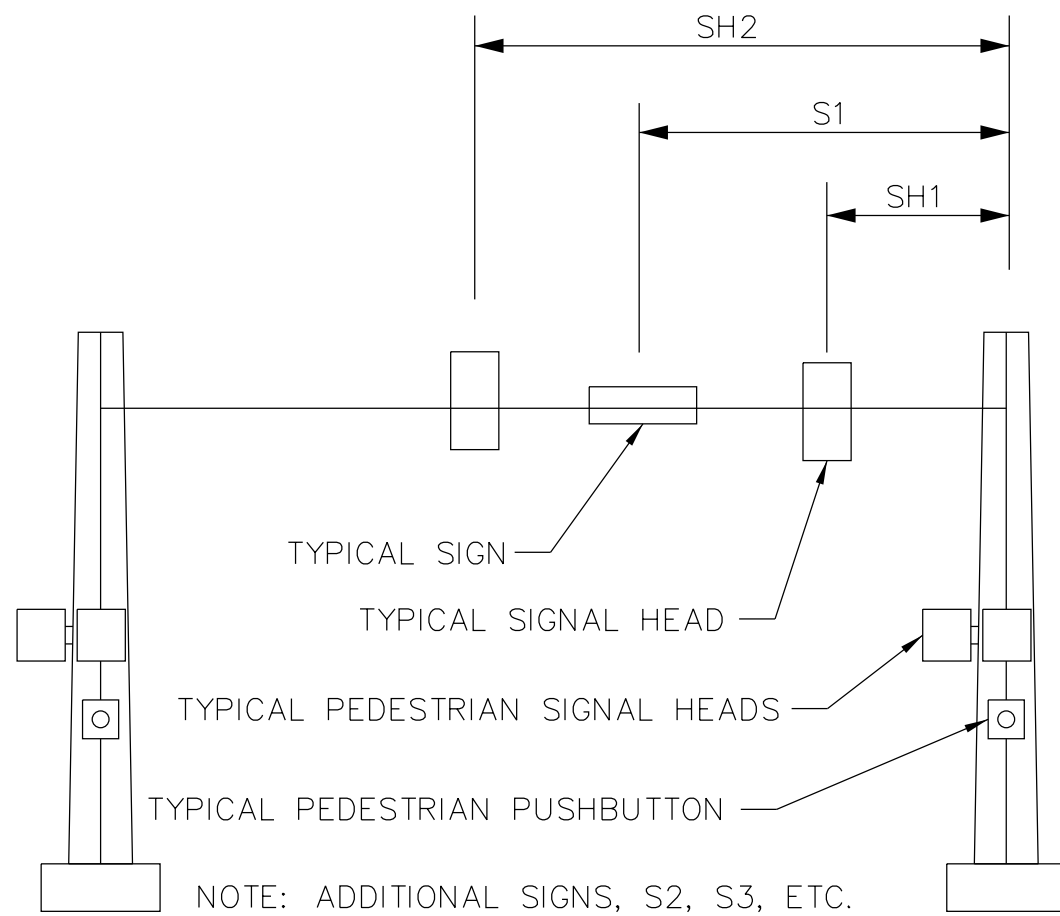 SH2
S1
SH1
TYPICAL SIGN
TYPICAL SIGNAL HEAD
TYPICAL PEDESTRIAN SIGNAL HEADS
TYPICAL PEDESTRIAN PUSHBUTTON
NOTE: ADDITIONAL SIGNS, S2, S3, ETC.